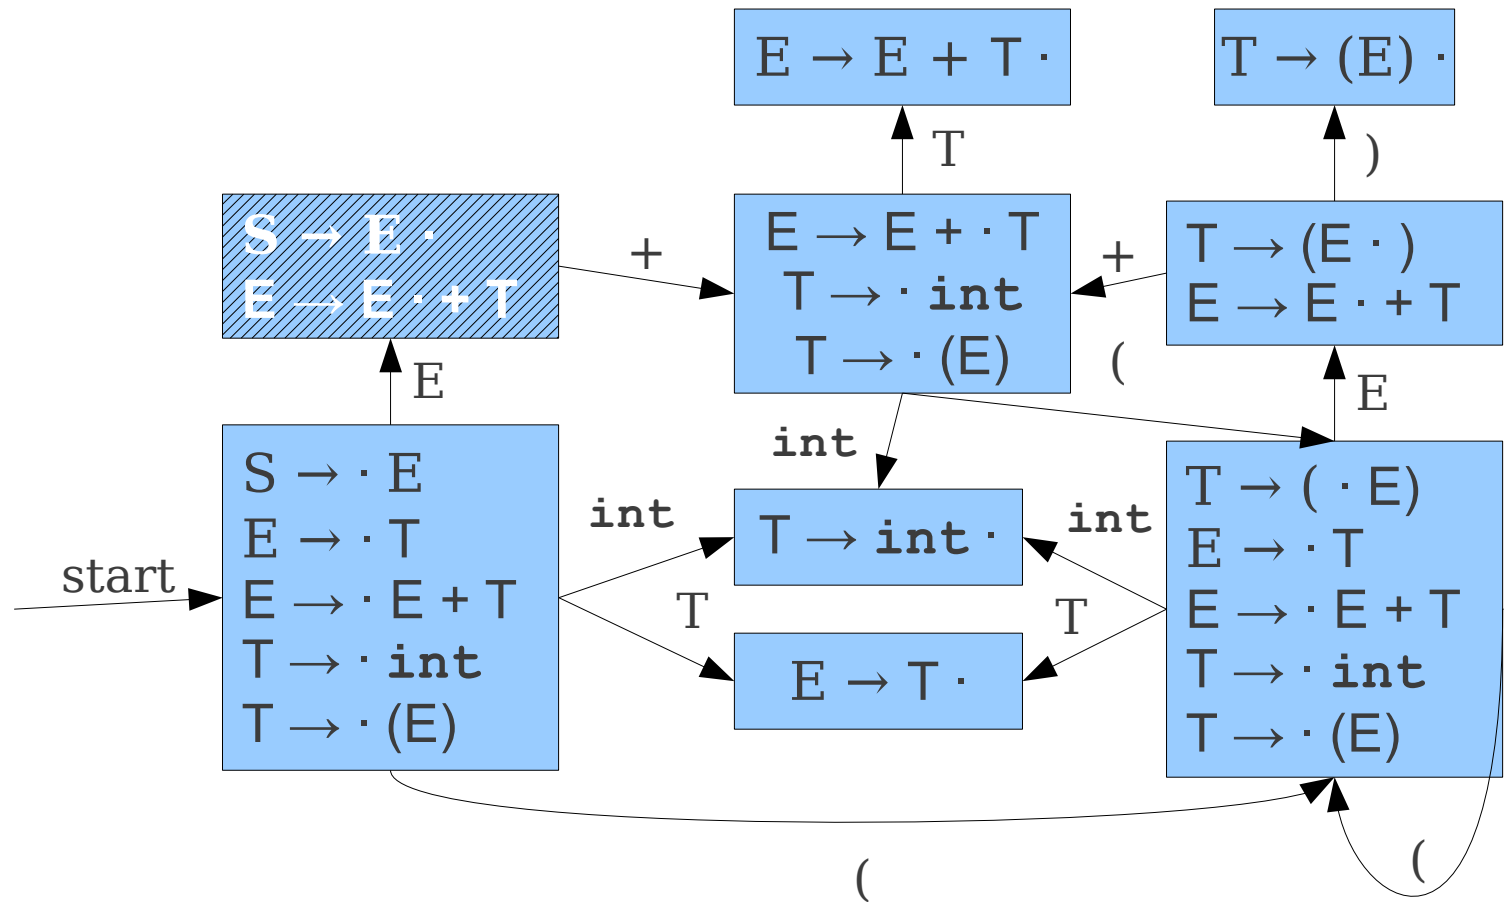 E → E + T ·
T → (E) ·
T
)
S → E ·
E → E · + T
+
E → E + · T
T → · int
T → · (E)
+
T → (E · )
E → E · + T
E
(
E
int
start
S → · E
E → · T
E → · E + T
T → · int
T → · (E)
int
T
T → int ·
E → T ·
int
T
T → ( · E)
E → · T
E → · E + T
T → · int
T → · (E)
(
(